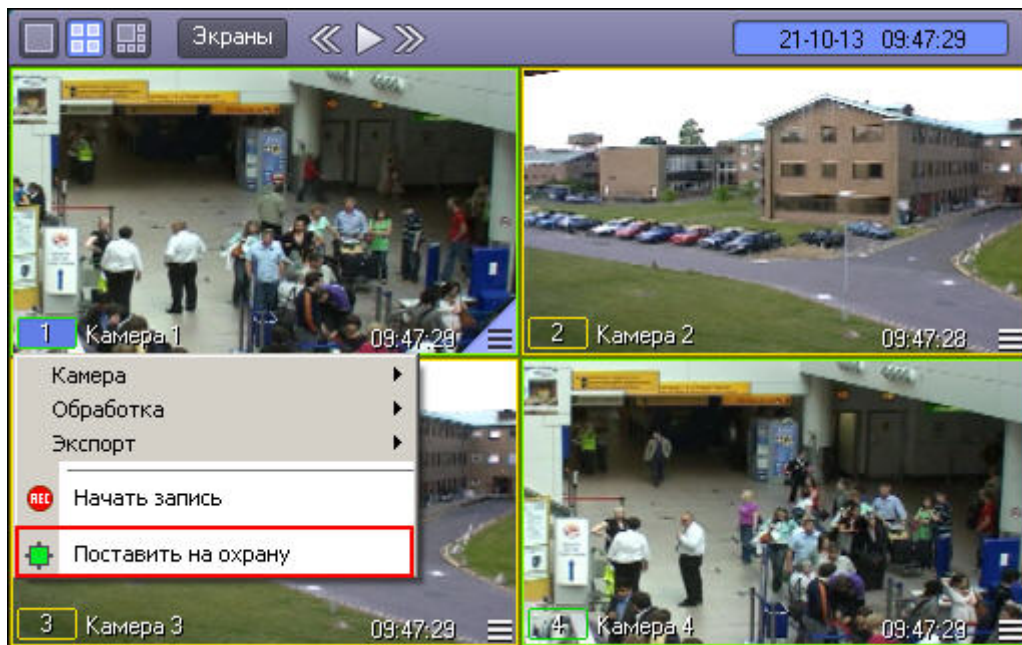 Экраны
21-10-13 09:47:29
1 Камера 1 09:47:29
2 Камера 2 09:47:28
Камера
Обработка
Экспорт
REC Начать запись
Поставить на охрану
3 Камера 3 09:47:29
4 Камера 4 09:47:29